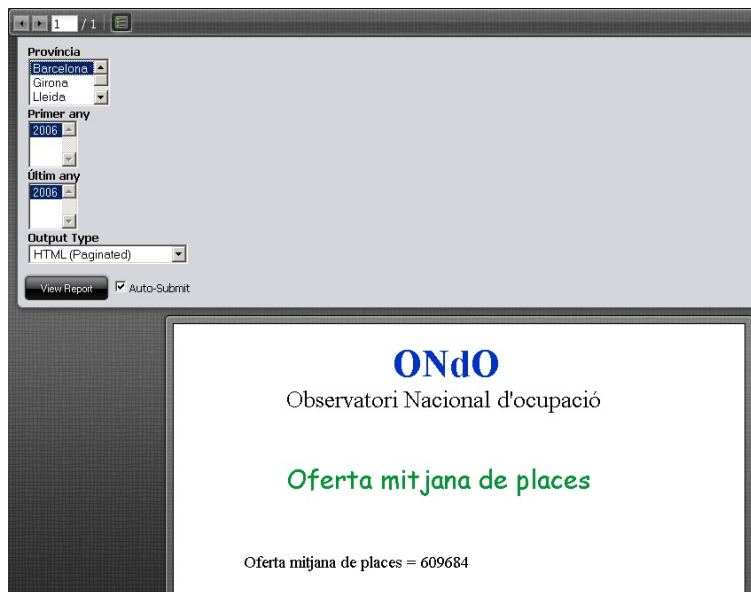 1 / 1
Província
Barcelona
Girona
Lleida
Primer any
2006
Últim any
2006
Output Type
HTML (Paginated)
View Report Auto-Submit
ONdO
Observatori Nacional d'ocupació
Oferta mitjana de places
Oferta mitjana de places = 609684